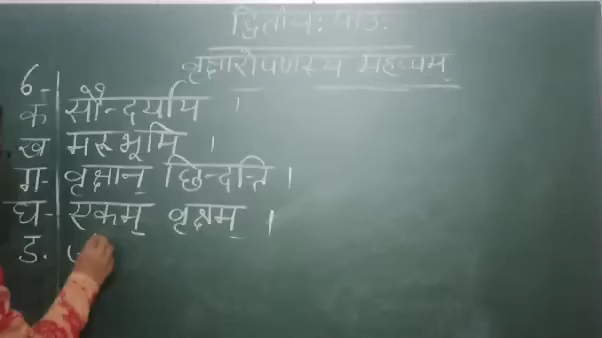 द्वितीयः पाठः
वृक्षारोपणस्य महत्त्वम्
6-
क सौन्दर्याय ।
ख मरूभूमि ।
ग- वृक्षान् छिन्दन्ति ।
घ- एकम् वृक्षम् ।
ड.